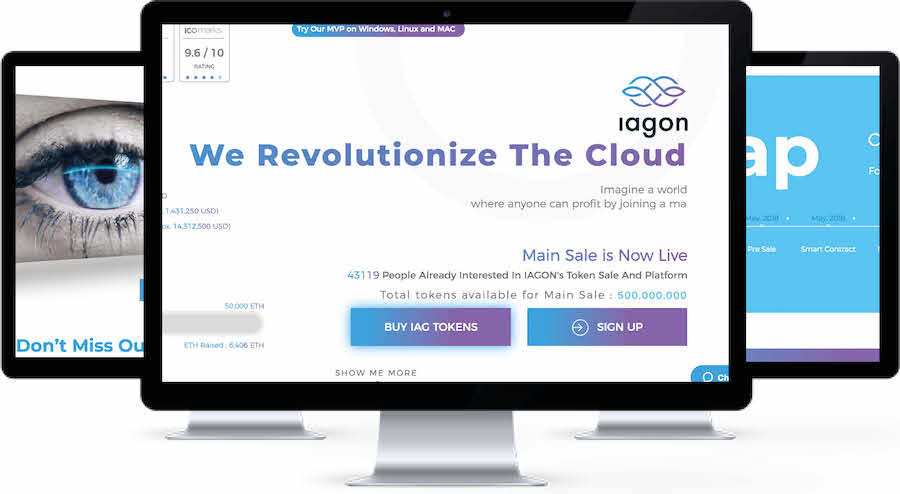 Try Our MVP on Windows, Linux and MAC
icomarks
9.6 / 10
RATING
iagon
We Revolutionize The Cloud
Imagine a world
where anyone can profit by joining a ma
1,431,250 USD)
ox. 14,312,500 USD)
Main Sale is Now Live
43119 People Already Interested In IAGON's Token Sale And Platform
Total tokens available for Main Sale : 500.000.000
50,000 ETH
BUY IAG TOKENS
SIGN UP
ETH Raised : 6,406 ETH
SHOW ME MORE
Ch
Don't Miss Ou
ap
Fo
May, 2018
May, 2018
Pre Sale
Smart Contract